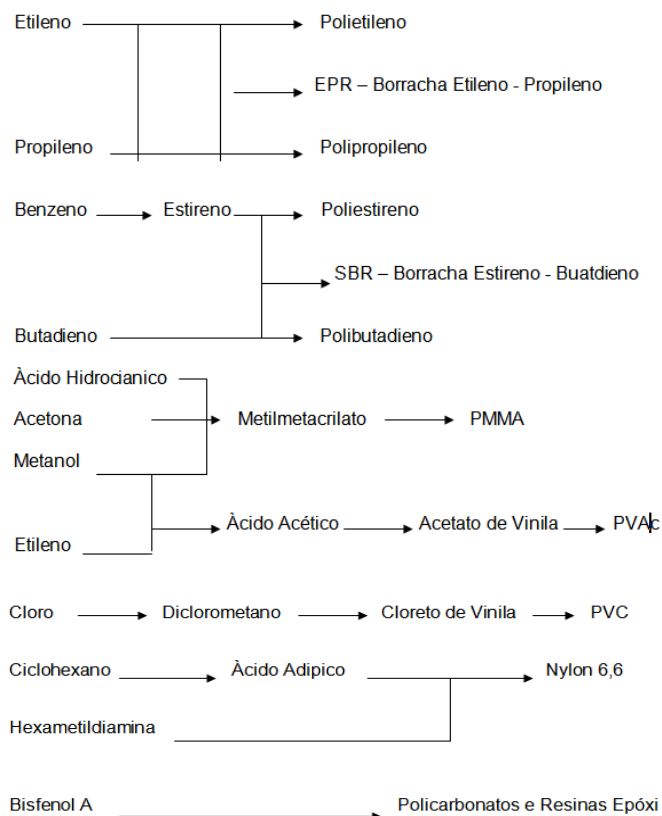 Etileno Polietileno
EPR – Borracha Etileno - Propileno
Propileno Polipropileno
Benzeno Estireno Poliestireno
SBR – Borracha Estireno - Buatdieno
Butadieno Polibutadieno
Àcido Hidrocianico
Acetona Metilmetacrilato PMMA
Metanol
Àcido Acético Acetato de Vinila PVAc
Etileno
Cloro Diclorometano Cloreto de Vinila PVC
Ciclohexano Àcido Adipico Nylon 6,6
Hexametildiamina
Bisfenol A Policarbonatos e Resinas Epóxi